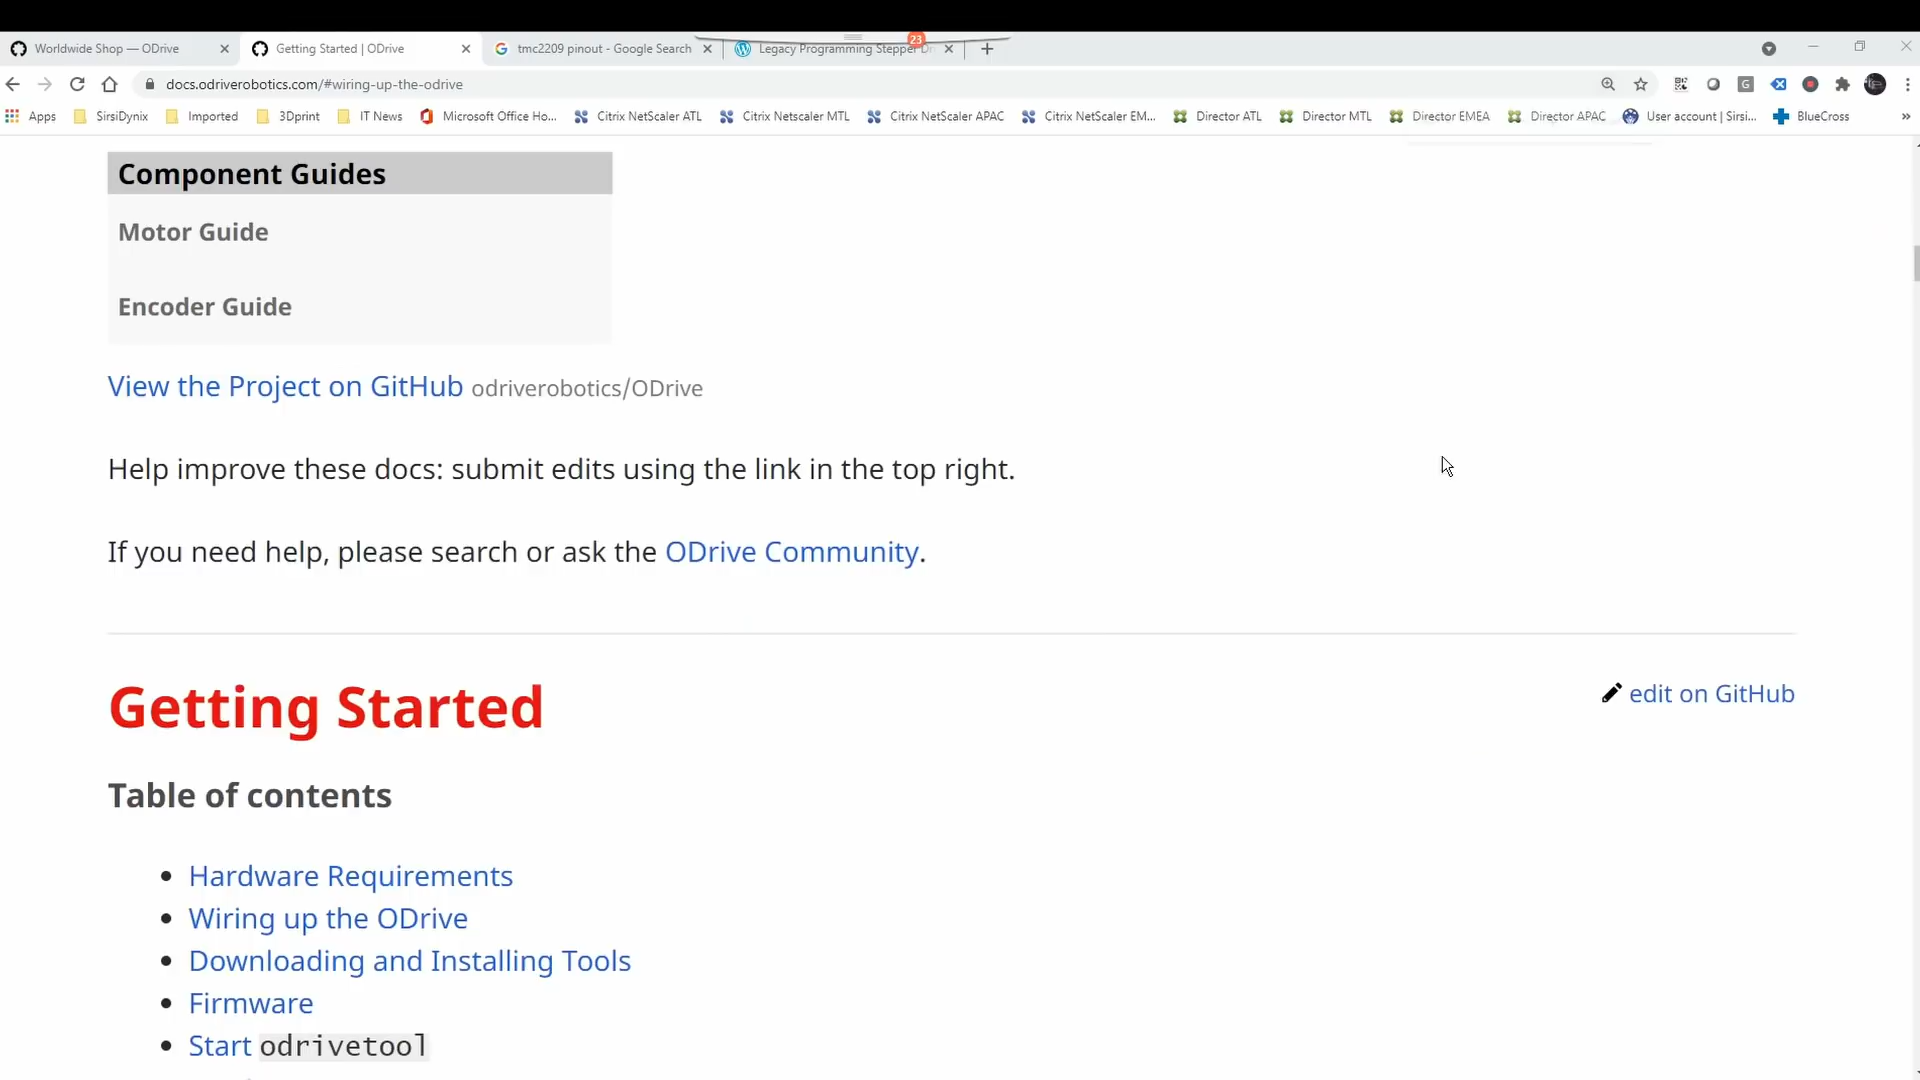 Worldwide Shop — ODrive
Getting Started | ODrive
tmc2209 pinout - Google Search
23
Legacy Programming Stepper Dr
docs.odriverobotics.com/#wiring-up-the-odrive
G
Apps
SirsiDynix
Imported
3Dprint
IT News
Microsoft Office Ho...
Citrix NetScaler ATL
Citrix Netscaler MTL
Citrix NetScaler APAC
Citrix NetScaler EM...
Director ATL
Director MTL
Director EMEA
Director APAC
User account | Sirsi...
BlueCross
»
Component Guides
Motor Guide
Encoder Guide
View the Project on GitHub odriverobotics/ODrive
Help improve these docs: submit edits using the link in the top right.
If you need help, please search or ask the ODrive Community.
Getting Started
edit on GitHub
Table of contents
• Hardware Requirements
• Wiring up the ODrive
• Downloading and Installing Tools
• Firmware
• Start odrivetool